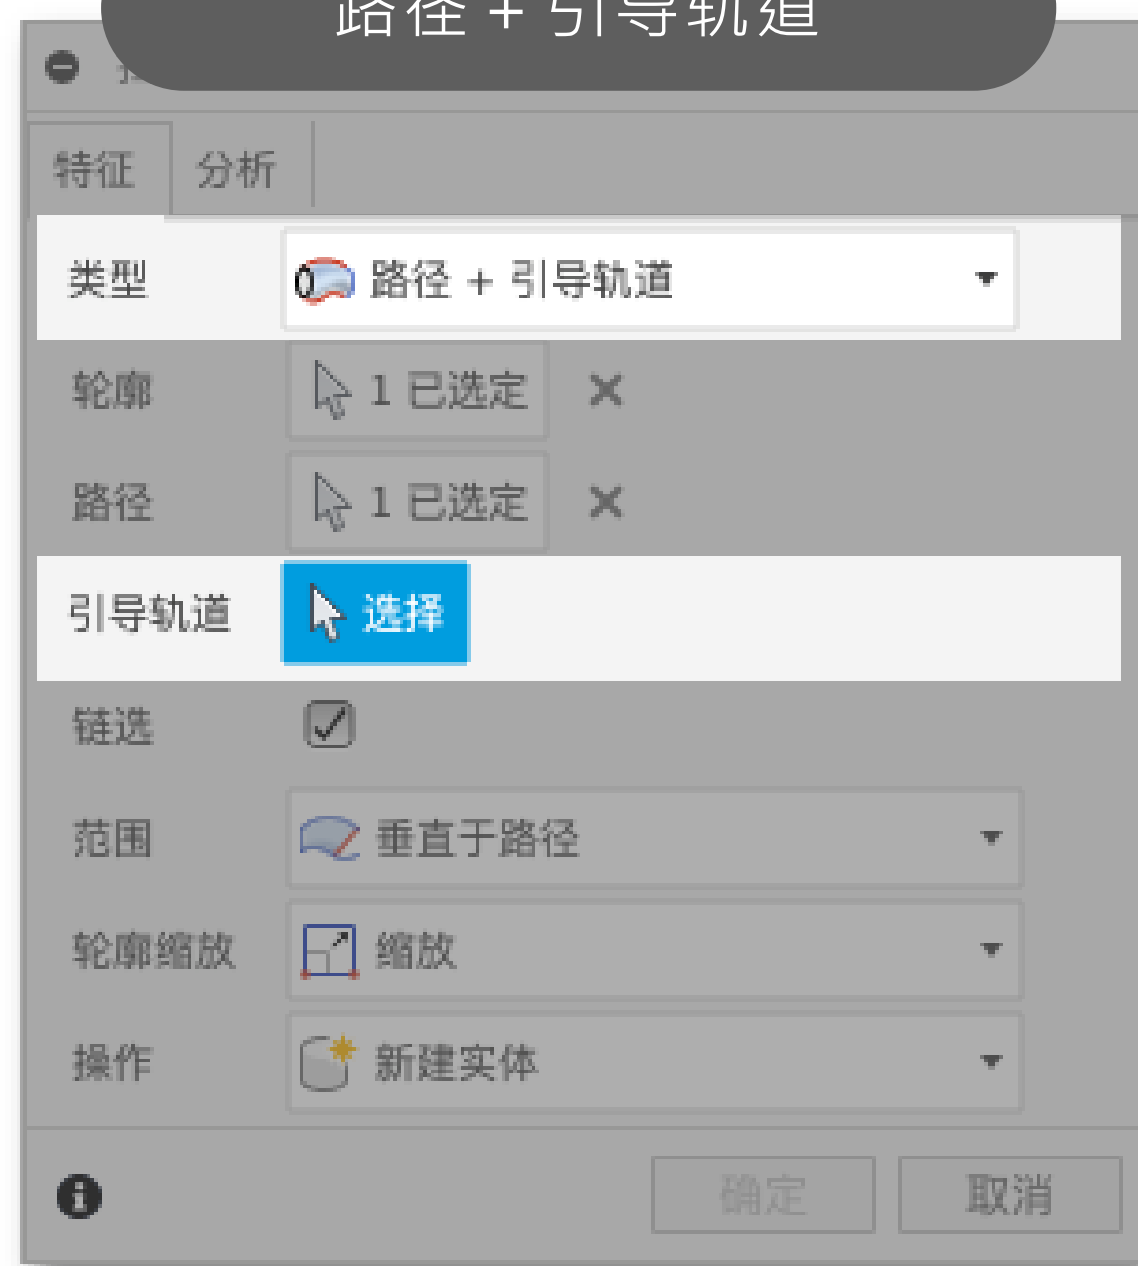 路径 + 引导轨道
特征 分析
类型 路径 + 引导轨道
轮廓 1 已选定
路径 1 已选定
引导轨道 选择
链选
范围 垂直于路径
轮廓缩放 缩放
操作 新建实体
确定 取消